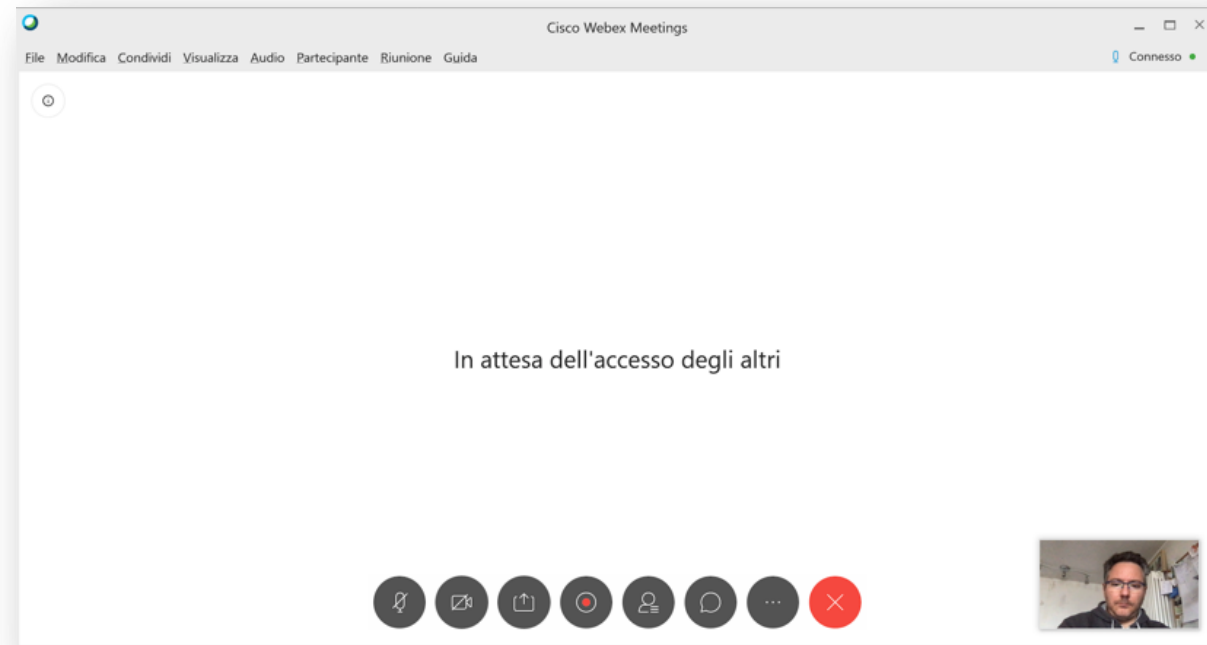 Cisco Webex Meetings
File Modifica Condividi Visualizza Audio Partecipante Riunione Guida
Connesso
In attesa dell'accesso degli altri